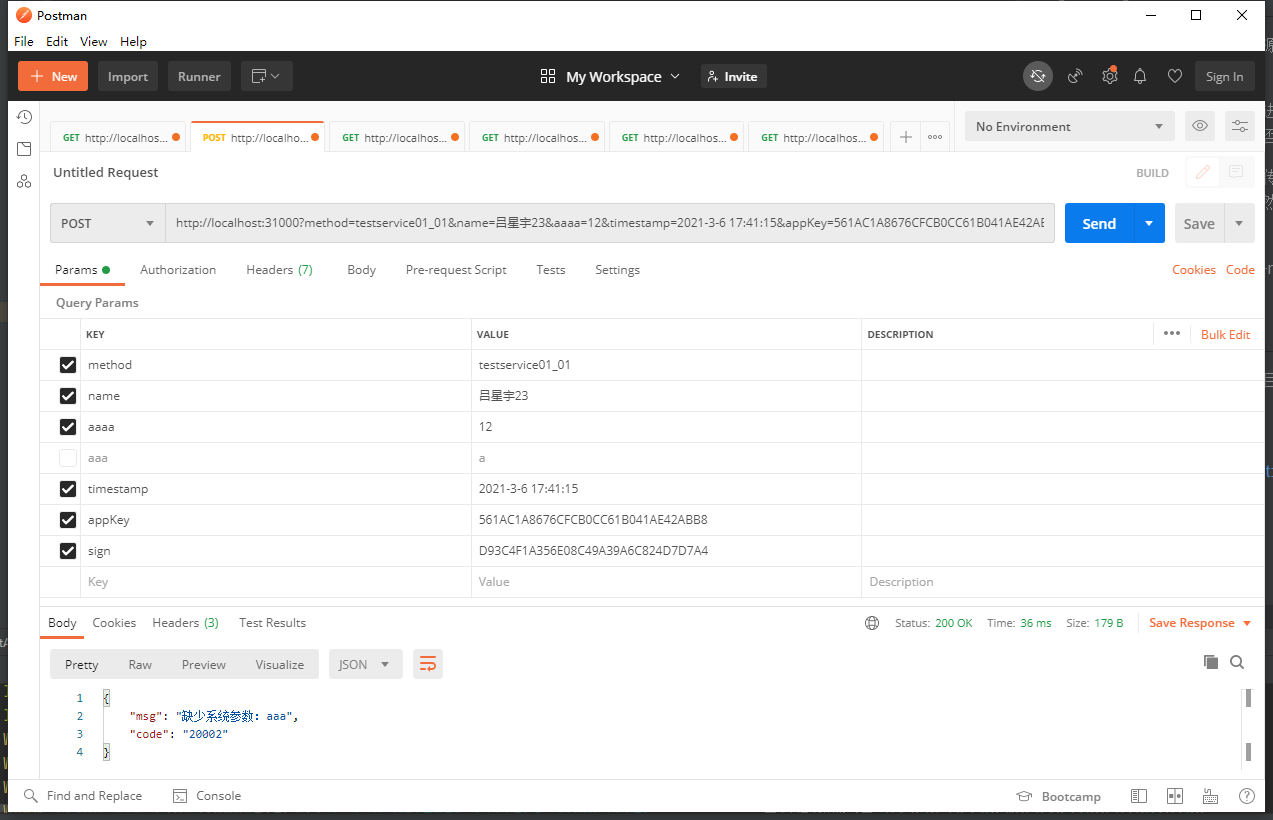 Postman
File Edit View Help
New Import Runner My Workspace Invite Sign In
GET http://localhos... POST http://localho... GET http://localhos... GET http://localhos... GET http://localhos... GET http://localhos... No Environment
Untitled Request BUILD
POST http://localhost:31000?method=testservice01_01&name=吕星宇23&aaaa=12&timestamp=2021-3-6 17:41:15&appKey=561AC1A8676CFCB0CC61B041AE42AB Send Save
Params Authorization Headers (7) Body Pre-request Script Tests Settings Cookies Code
Query Params
KEY VALUE DESCRIPTION Bulk Edit
method testservice01_01
name 吕星宇23
aaaa 12
aaa a
timestamp 2021-3-6 17:41:15
appKey 561AC1A8676CFCB0CC61B041AE42ABB8
sign D93C4F1A356E08C49A39A6C824D7D7A4
Key Value Description
Body Cookies Headers (3) Test Results Status: 200 OK Time: 36 ms Size: 179 B Save Response
Pretty Raw Preview Visualize JSON
1 {
2 "msg": "缺少系统参数: aaa",
3 "code": "20002"
4 }
Find and Replace Console Bootcamp